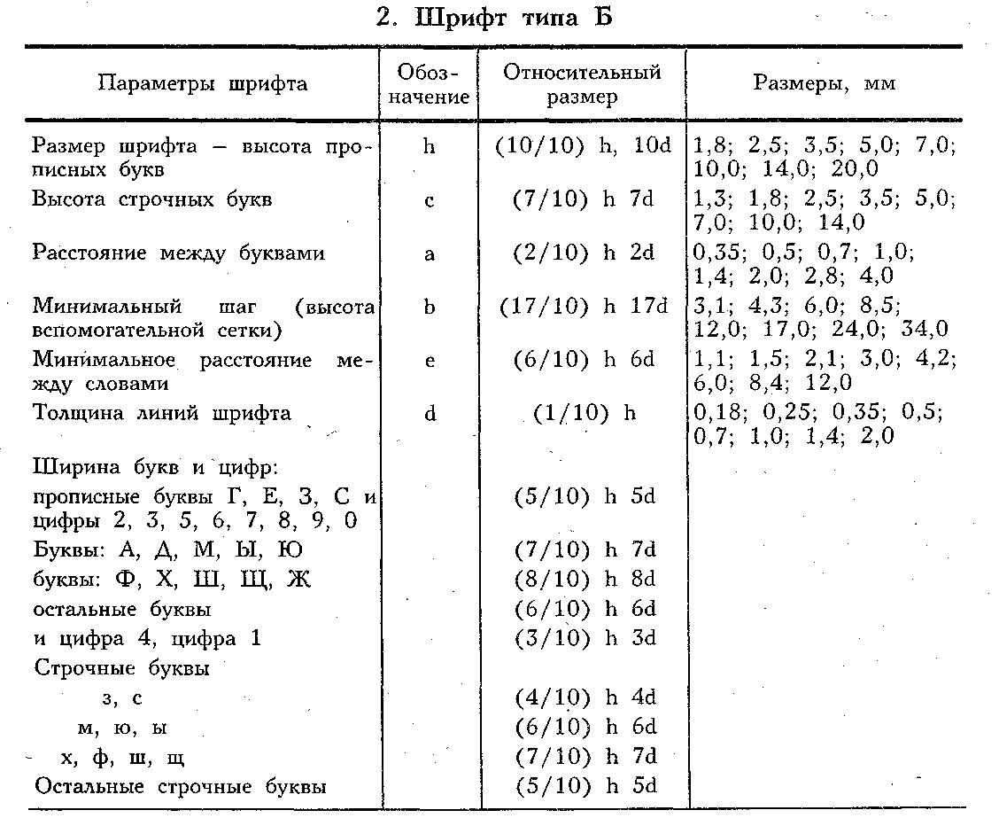 2. Шрифт типа Б
Параметры шрифта
Обоз-
начение
Относительный
размер
Размеры, мм
Размер шрифта — высота про-
писных букв
h
(10/10) h, 10d
1,8; 2,5; 3,5; 5,0; 7,0;
10,0; 14,0; 20,0
Высота строчных букв
c
(7/10) h 7d
1,3; 1,8; 2,5; 3,5; 5,0;
7,0; 10,0; 14,0
Расстояние между буквами
a
(2/10) h 2d
0,35; 0,5; 0,7; 1,0;
1,4; 2,0; 2,8; 4,0
Минимальный шаг (высота
вспомогательной сетки)
b
(17/10) h 17d
3,1; 4,3; 6,0; 8,5;
12,0; 17,0; 24,0; 34,0
Минимальное расстояние ме-
жду словами
e
(6/10) h 6d
1,1; 1,5; 2,1; 3,0; 4,2;
6,0; 8,4; 12,0
Толщина линий шрифта
d
(1/10) h
0,18; 0,25; 0,35; 0,5;
0,7; 1,0; 1,4; 2,0
Ширина букв и цифр:
прописные буквы Г, Е, З, С и
цифры 2, 3, 5, 6, 7, 8, 9, 0
(5/10) h 5d
Буквы: А, Д, М, Ы, Ю
(7/10) h 7d
буквы: Ф, Х, Ш, Щ, Ж
(8/10) h 8d
остальные буквы
(6/10) h 6d
и цифра 4, цифра 1
(3/10) h 3d
Строчные буквы
з, с
(4/10) h 4d
м, ю, ы
(6/10) h 6d
х, ф, ш, щ
(7/10) h 7d
Остальные строчные буквы
(5/10) h 5d